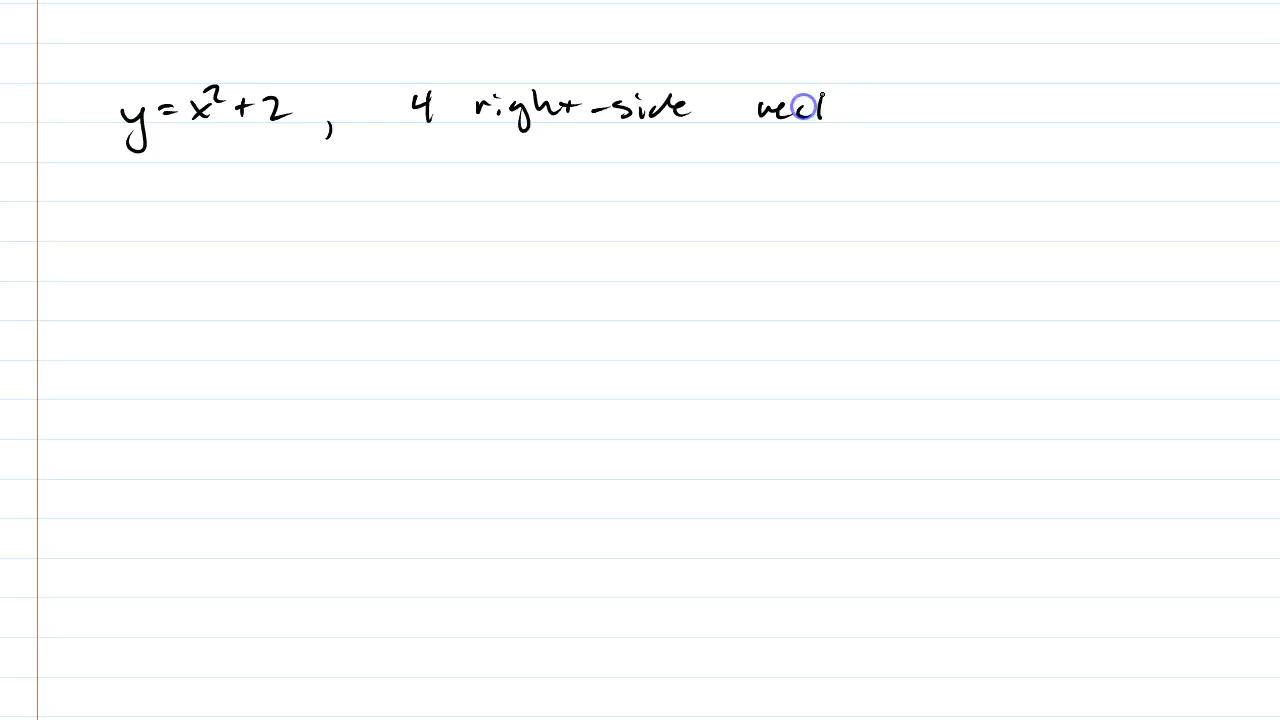 y = x² + 2 , 4 right-side